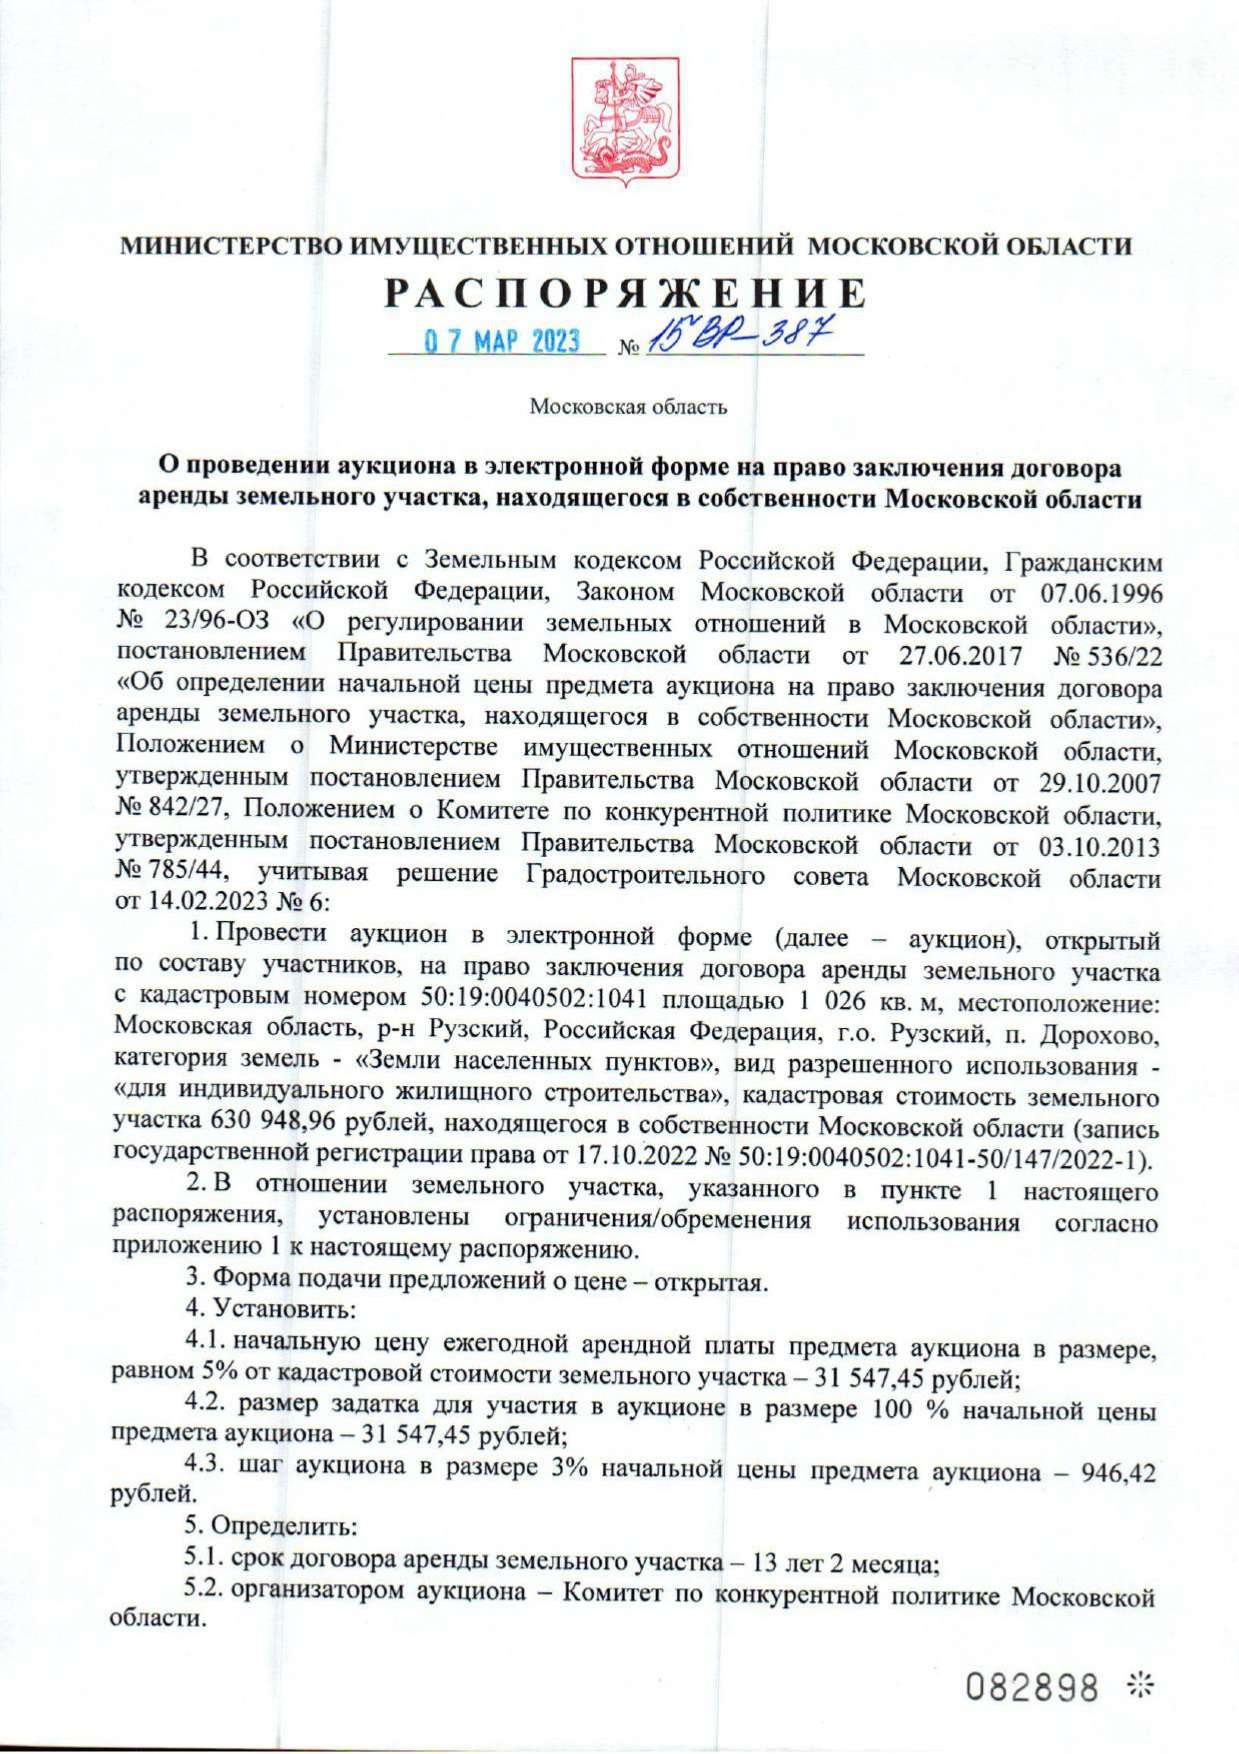 МИНИСТЕРСТВО ИМУЩЕСТВЕННЫХ ОТНОШЕНИЙ МОСКОВСКОЙ ОБЛАСТИ
РАСПОРЯЖЕНИЕ
07 МАР 2023 № 15ВР-387
Московская область
О проведении аукциона в электронной форме на право заключения договора
аренды земельного участка, находящегося в собственности Московской области
В соответствии с Земельным кодексом Российской Федерации, Гражданским
кодексом Российской Федерации, Законом Московской области от 07.06.1996
№ 23/96-ОЗ «О регулировании земельных отношений в Московской области»,
постановлением Правительства Московской области от 27.06.2017 № 536/22
«Об определении начальной цены предмета аукциона на право заключения договора
аренды земельного участка, находящегося в собственности Московской области»,
Положением о Министерстве имущественных отношений Московской области,
утвержденным постановлением Правительства Московской области от 29.10.2007
№ 842/27, Положением о Комитете по конкурентной политике Московской области,
утвержденным постановлением Правительства Московской области от 03.10.2013
№ 785/44, учитывая решение Градостроительного совета Московской области
от 14.02.2023 № 6:
1. Провести аукцион в электронной форме (далее – аукцион), открытый
по составу участников, на право заключения договора аренды земельного участка
с кадастровым номером 50:19:0040502:1041 площадью 1 026 кв. м, местоположение:
Московская область, р-н Рузский, Российская Федерация, г.о. Рузский, п. Дорохово,
категория земель - «Земли населенных пунктов», вид разрешенного использования -
«для индивидуального жилищного строительства», кадастровая стоимость земельного
участка 630 948,96 рублей, находящегося в собственности Московской области (запись
государственной регистрации права от 17.10.2022 № 50:19:0040502:1041-50/147/2022-1).
2. В отношении земельного участка, указанного в пункте 1 настоящего
распоряжения, установлены ограничения/обременения использования согласно
приложению 1 к настоящему распоряжению.
3. Форма подачи предложений о цене – открытая.
4. Установить:
4.1. начальную цену ежегодной арендной платы предмета аукциона в размере,
равном 5% от кадастровой стоимости земельного участка – 31 547,45 рублей;
4.2. размер задатка для участия в аукционе в размере 100 % начальной цены
предмета аукциона – 31 547,45 рублей;
4.3. шаг аукциона в размере 3% начальной цены предмета аукциона – 946,42
рублей.
5. Определить:
5.1. срок договора аренды земельного участка – 13 лет 2 месяца;
5.2. организатором аукциона – Комитет по конкурентной политике Московской
области.
082898